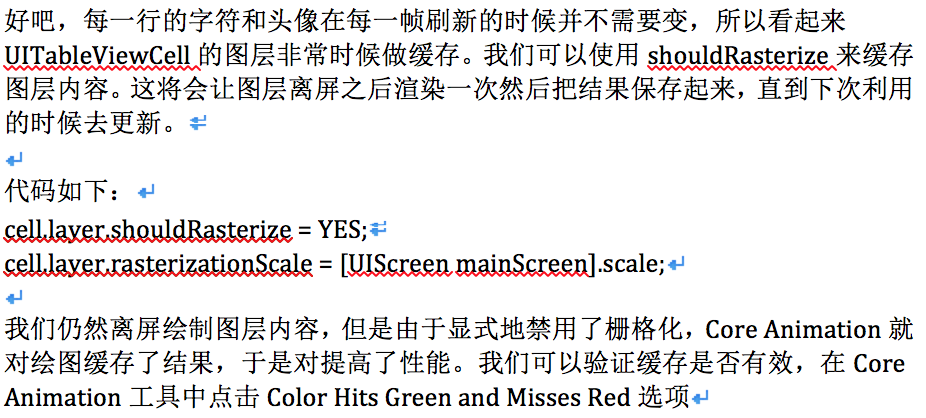 好吧，每一行的字符和头像在每一帧刷新的时候并不需要变，所以看起来
UITableViewCell 的图层非常时候做缓存。我们可以使用 shouldRasterize 来缓存
图层内容。这将会让图层离屏之后渲染一次然后把结果保存起来，直到下次利用
的时候去更新。
代码如下：
cell.layer.shouldRasterize = YES;
cell.layer.rasterizationScale = [UIScreen mainScreen].scale;
我们仍然离屏绘制图层内容，但是由于显式地禁用了栅格化，Core Animation 就
对绘图缓存了结果，于是对提高了性能。我们可以验证缓存是否有效，在 Core
Animation 工具中点击 Color Hits Green and Misses Red 选项